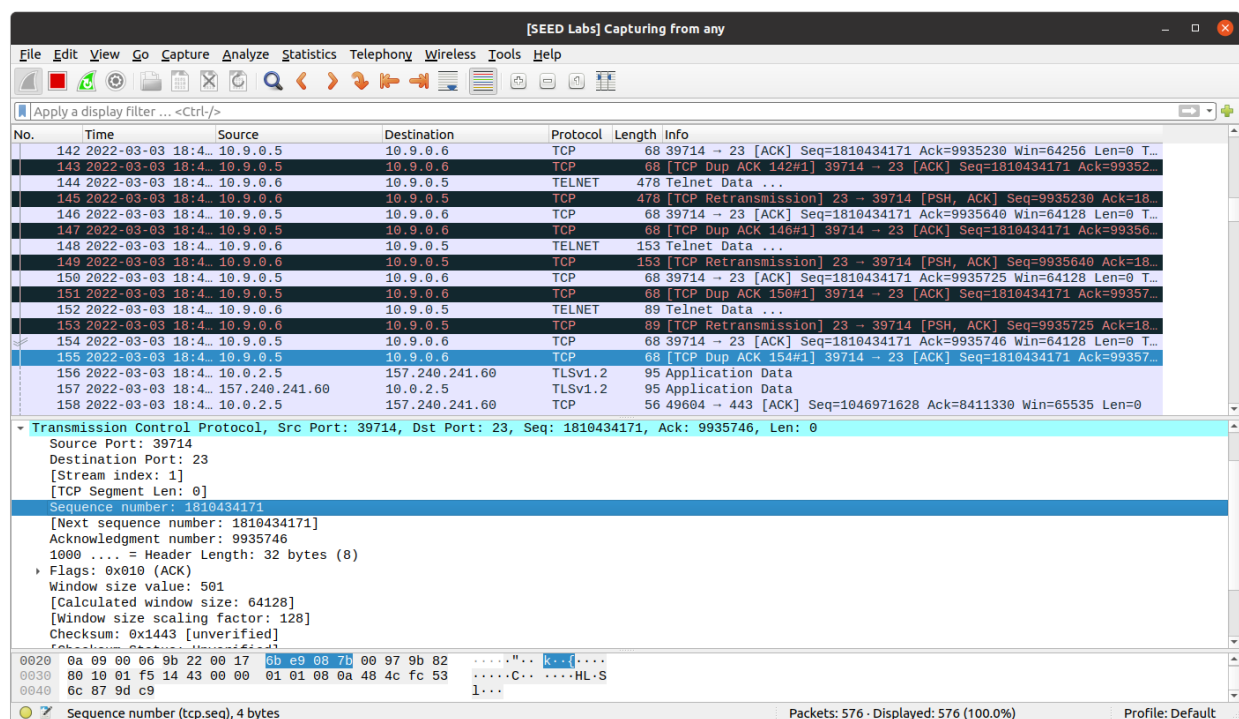 [SEED Labs] Capturing from any
File Edit View Go Capture Analyze Statistics Telephony Wireless Tools Help
Apply a display filter ... <Ctrl-/>
No. Time Source Destination Protocol Length Info
142 2022-03-03 18:4… 10.9.0.5 10.9.0.6 TCP 68 39714 → 23 [ACK] Seq=1810434171 Ack=9935230 Win=64256 Len=0 T…
143 2022-03-03 18:4… 10.9.0.5 10.9.0.6 TCP 68 [TCP Dup ACK 142#1] 39714 → 23 [ACK] Seq=1810434171 Ack=99352…
144 2022-03-03 18:4… 10.9.0.6 10.9.0.5 TELNET 478 Telnet Data ...
145 2022-03-03 18:4… 10.9.0.6 10.9.0.5 TCP 478 [TCP Retransmission] 23 → 39714 [PSH, ACK] Seq=9935230 Ack=18…
146 2022-03-03 18:4… 10.9.0.5 10.9.0.6 TCP 68 39714 → 23 [ACK] Seq=1810434171 Ack=9935640 Win=64128 Len=0 T…
147 2022-03-03 18:4… 10.9.0.5 10.9.0.6 TCP 68 [TCP Dup ACK 146#1] 39714 → 23 [ACK] Seq=1810434171 Ack=99356…
148 2022-03-03 18:4… 10.9.0.6 10.9.0.5 TELNET 153 Telnet Data ...
149 2022-03-03 18:4… 10.9.0.6 10.9.0.5 TCP 153 [TCP Retransmission] 23 → 39714 [PSH, ACK] Seq=9935640 Ack=18…
150 2022-03-03 18:4… 10.9.0.5 10.9.0.6 TCP 68 39714 → 23 [ACK] Seq=1810434171 Ack=9935725 Win=64128 Len=0 T…
151 2022-03-03 18:4… 10.9.0.5 10.9.0.6 TCP 68 [TCP Dup ACK 150#1] 39714 → 23 [ACK] Seq=1810434171 Ack=99357…
152 2022-03-03 18:4… 10.9.0.6 10.9.0.5 TELNET 89 Telnet Data ...
153 2022-03-03 18:4… 10.9.0.6 10.9.0.5 TCP 89 [TCP Retransmission] 23 → 39714 [PSH, ACK] Seq=9935725 Ack=18…
154 2022-03-03 18:4… 10.9.0.5 10.9.0.6 TCP 68 39714 → 23 [ACK] Seq=1810434171 Ack=9935746 Win=64128 Len=0 T…
155 2022-03-03 18:4… 10.9.0.5 10.9.0.6 TCP 68 [TCP Dup ACK 154#1] 39714 → 23 [ACK] Seq=1810434171 Ack=99357…
156 2022-03-03 18:4… 10.0.2.5 157.240.241.60 TLSv1.2 95 Application Data
157 2022-03-03 18:4… 157.240.241.60 10.0.2.5 TLSv1.2 95 Application Data
158 2022-03-03 18:4… 10.0.2.5 157.240.241.60 TCP 56 49604 → 443 [ACK] Seq=1046971628 Ack=8411330 Win=65535 Len=0
Transmission Control Protocol, Src Port: 39714, Dst Port: 23, Seq: 1810434171, Ack: 9935746, Len: 0
Source Port: 39714
Destination Port: 23
[Stream index: 1]
[TCP Segment Len: 0]
Sequence number: 1810434171
[Next sequence number: 1810434171]
Acknowledgment number: 9935746
1000 .... = Header Length: 32 bytes (8)
Flags: 0x010 (ACK)
Window size value: 501
[Calculated window size: 64128]
[Window size scaling factor: 128]
Checksum: 0x1443 [unverified]
0020 0a 09 00 06 9b 22 00 17 6b e9 08 7b 00 97 9b 82 ·····"·· k··{····
0030 80 10 01 f5 14 43 00 00 01 01 08 0a 48 4c fc 53 ·····C·· ····HL·S
0040 6c 87 9d c9 l···
Sequence number (tcp.seq), 4 bytes Packets: 576 · Displayed: 576 (100.0%) Profile: Default